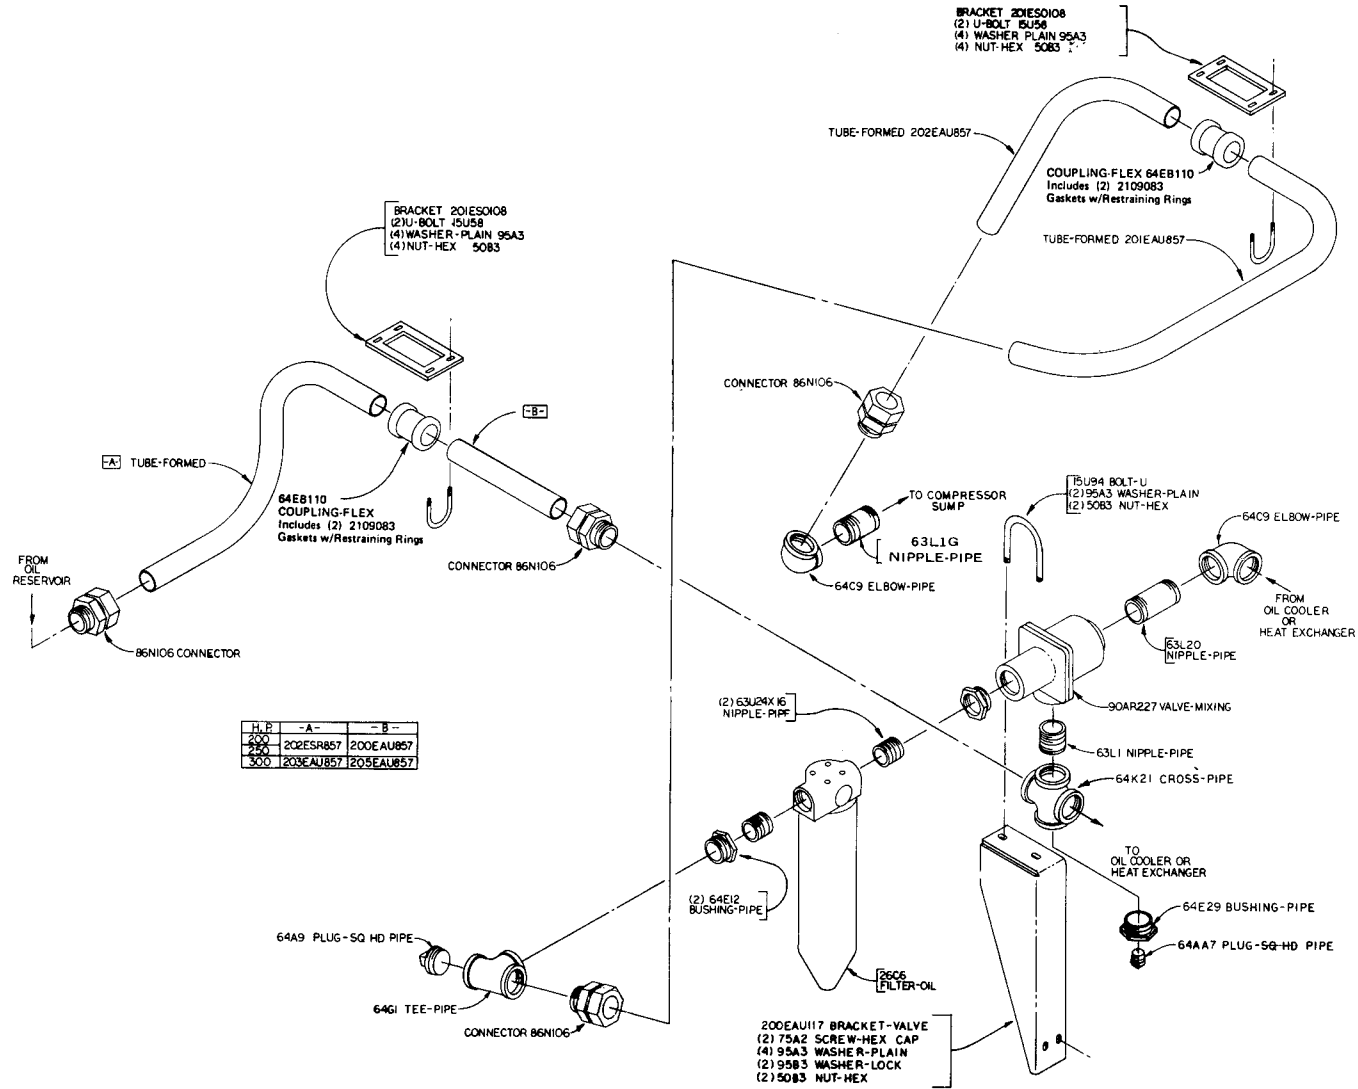 BRACKET 201ES0108
(2) U-BOLT 15U58
(4) WASHER PLAIN 95A3
(4) NUT-HEX 50B3
TUBE-FORMED 202EAU857
COUPLING-FLEX 64EB110
Includes (2) 2109083
Gaskets w/Restraining Rings
TUBE-FORMED 201EAU857
BRACKET 201ES0108
(2)U-BOLT 15U58
(4)WASHER-PLAIN 95A3
(4)NUT-HEX 50B3
CONNECTOR 86N106
-B-
-A- TUBE-FORMED
64EB110
COUPLING-FLEX
Includes (2) 2109083
Gaskets w/Restraining Rings
CONNECTOR 86N106
FROM
OIL
RESERVOIR
86N106 CONNECTOR
TO COMPRESSOR
SUMP
63L1G
NIPPLE-PIPE
64C9 ELBOW-PIPE
15U94 BOLT-U
(2)95A3 WASHER-PLAIN
(2)50B3 NUT-HEX
64C9 ELBOW-PIPE
FROM
OIL COOLER
OR
HEAT EXCHANGER
63L20
NIPPLE-PIPE
90AR227 VALVE-MIXING
(2) 63U24X16
NIPPLE-PIPE
63L1 NIPPLE-PIPE
64K21 CROSS-PIPE
H.P. -A- -B-
200
250 202ESR857 200EAU857
300 203EAU857 205EAU857
TO
OIL COOLER OR
HEAT EXCHANGER
(2) 64E12
BUSHING-PIPE
64E29 BUSHING-PIPE
64AA7 PLUG-SQ HD PIPE
64A9 PLUG-SQ HD PIPE
26C6
FILTER-OIL
64G1 TEE-PIPE
CONNECTOR 86N106
200EAU117 BRACKET-VALVE
(2) 75A2 SCREW-HEX CAP
(4) 95A3 WASHER-PLAIN
(2) 95B3 WASHER-LOCK
(2) 50B3 NUT-HEX